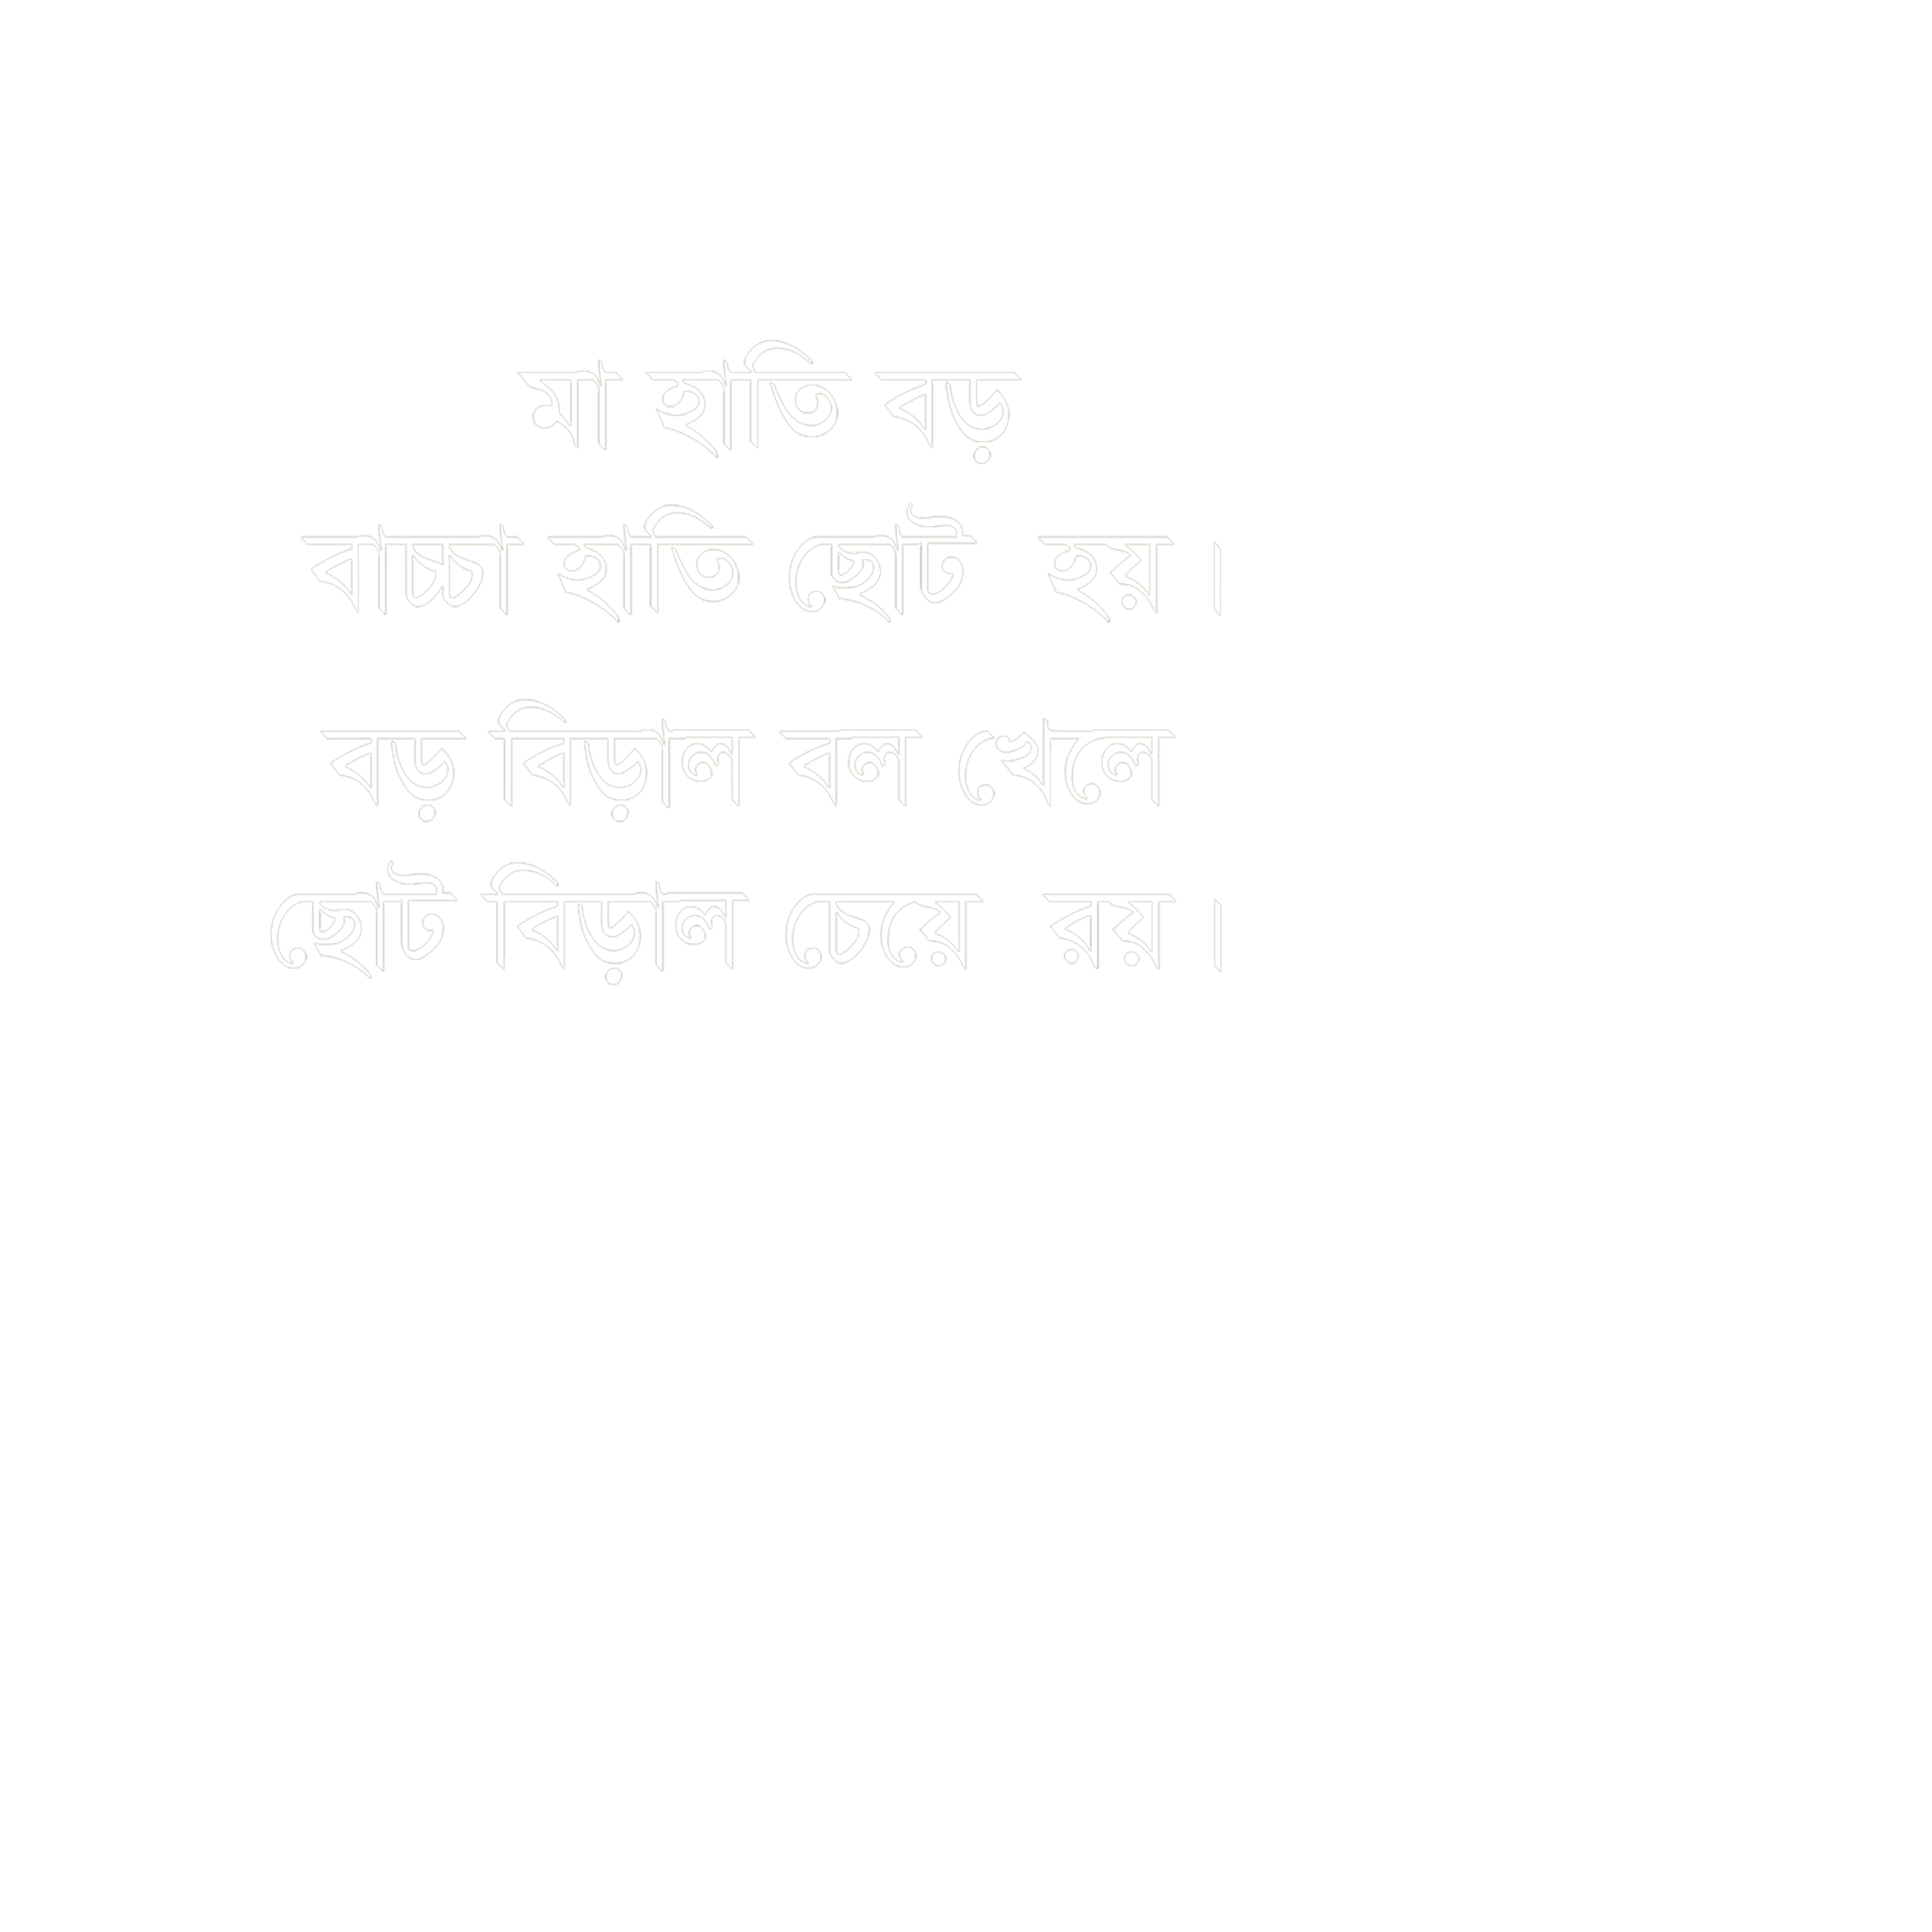 মা হাতি বড়
বাচ্চা হাতি ছোট হয়।
বড় বিড়াল বল খেলে
ছোট বিড়াল চেয়ে রয়।